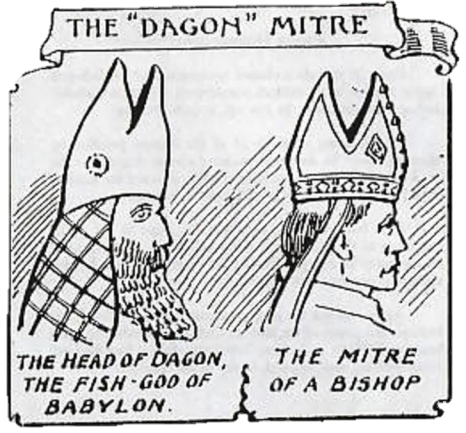 THE "DAGON" MITRE
THE HEAD OF DAGON,
THE FISH-GOD OF
BABYLON.
THE MITRE
OF A BISHOP